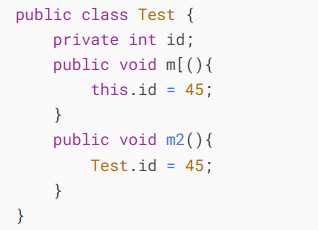 public class Test {
    private int id;
    public void m[(){
        this.id = 45;
    }
    public void m2(){
        Test.id = 45;
    }
}